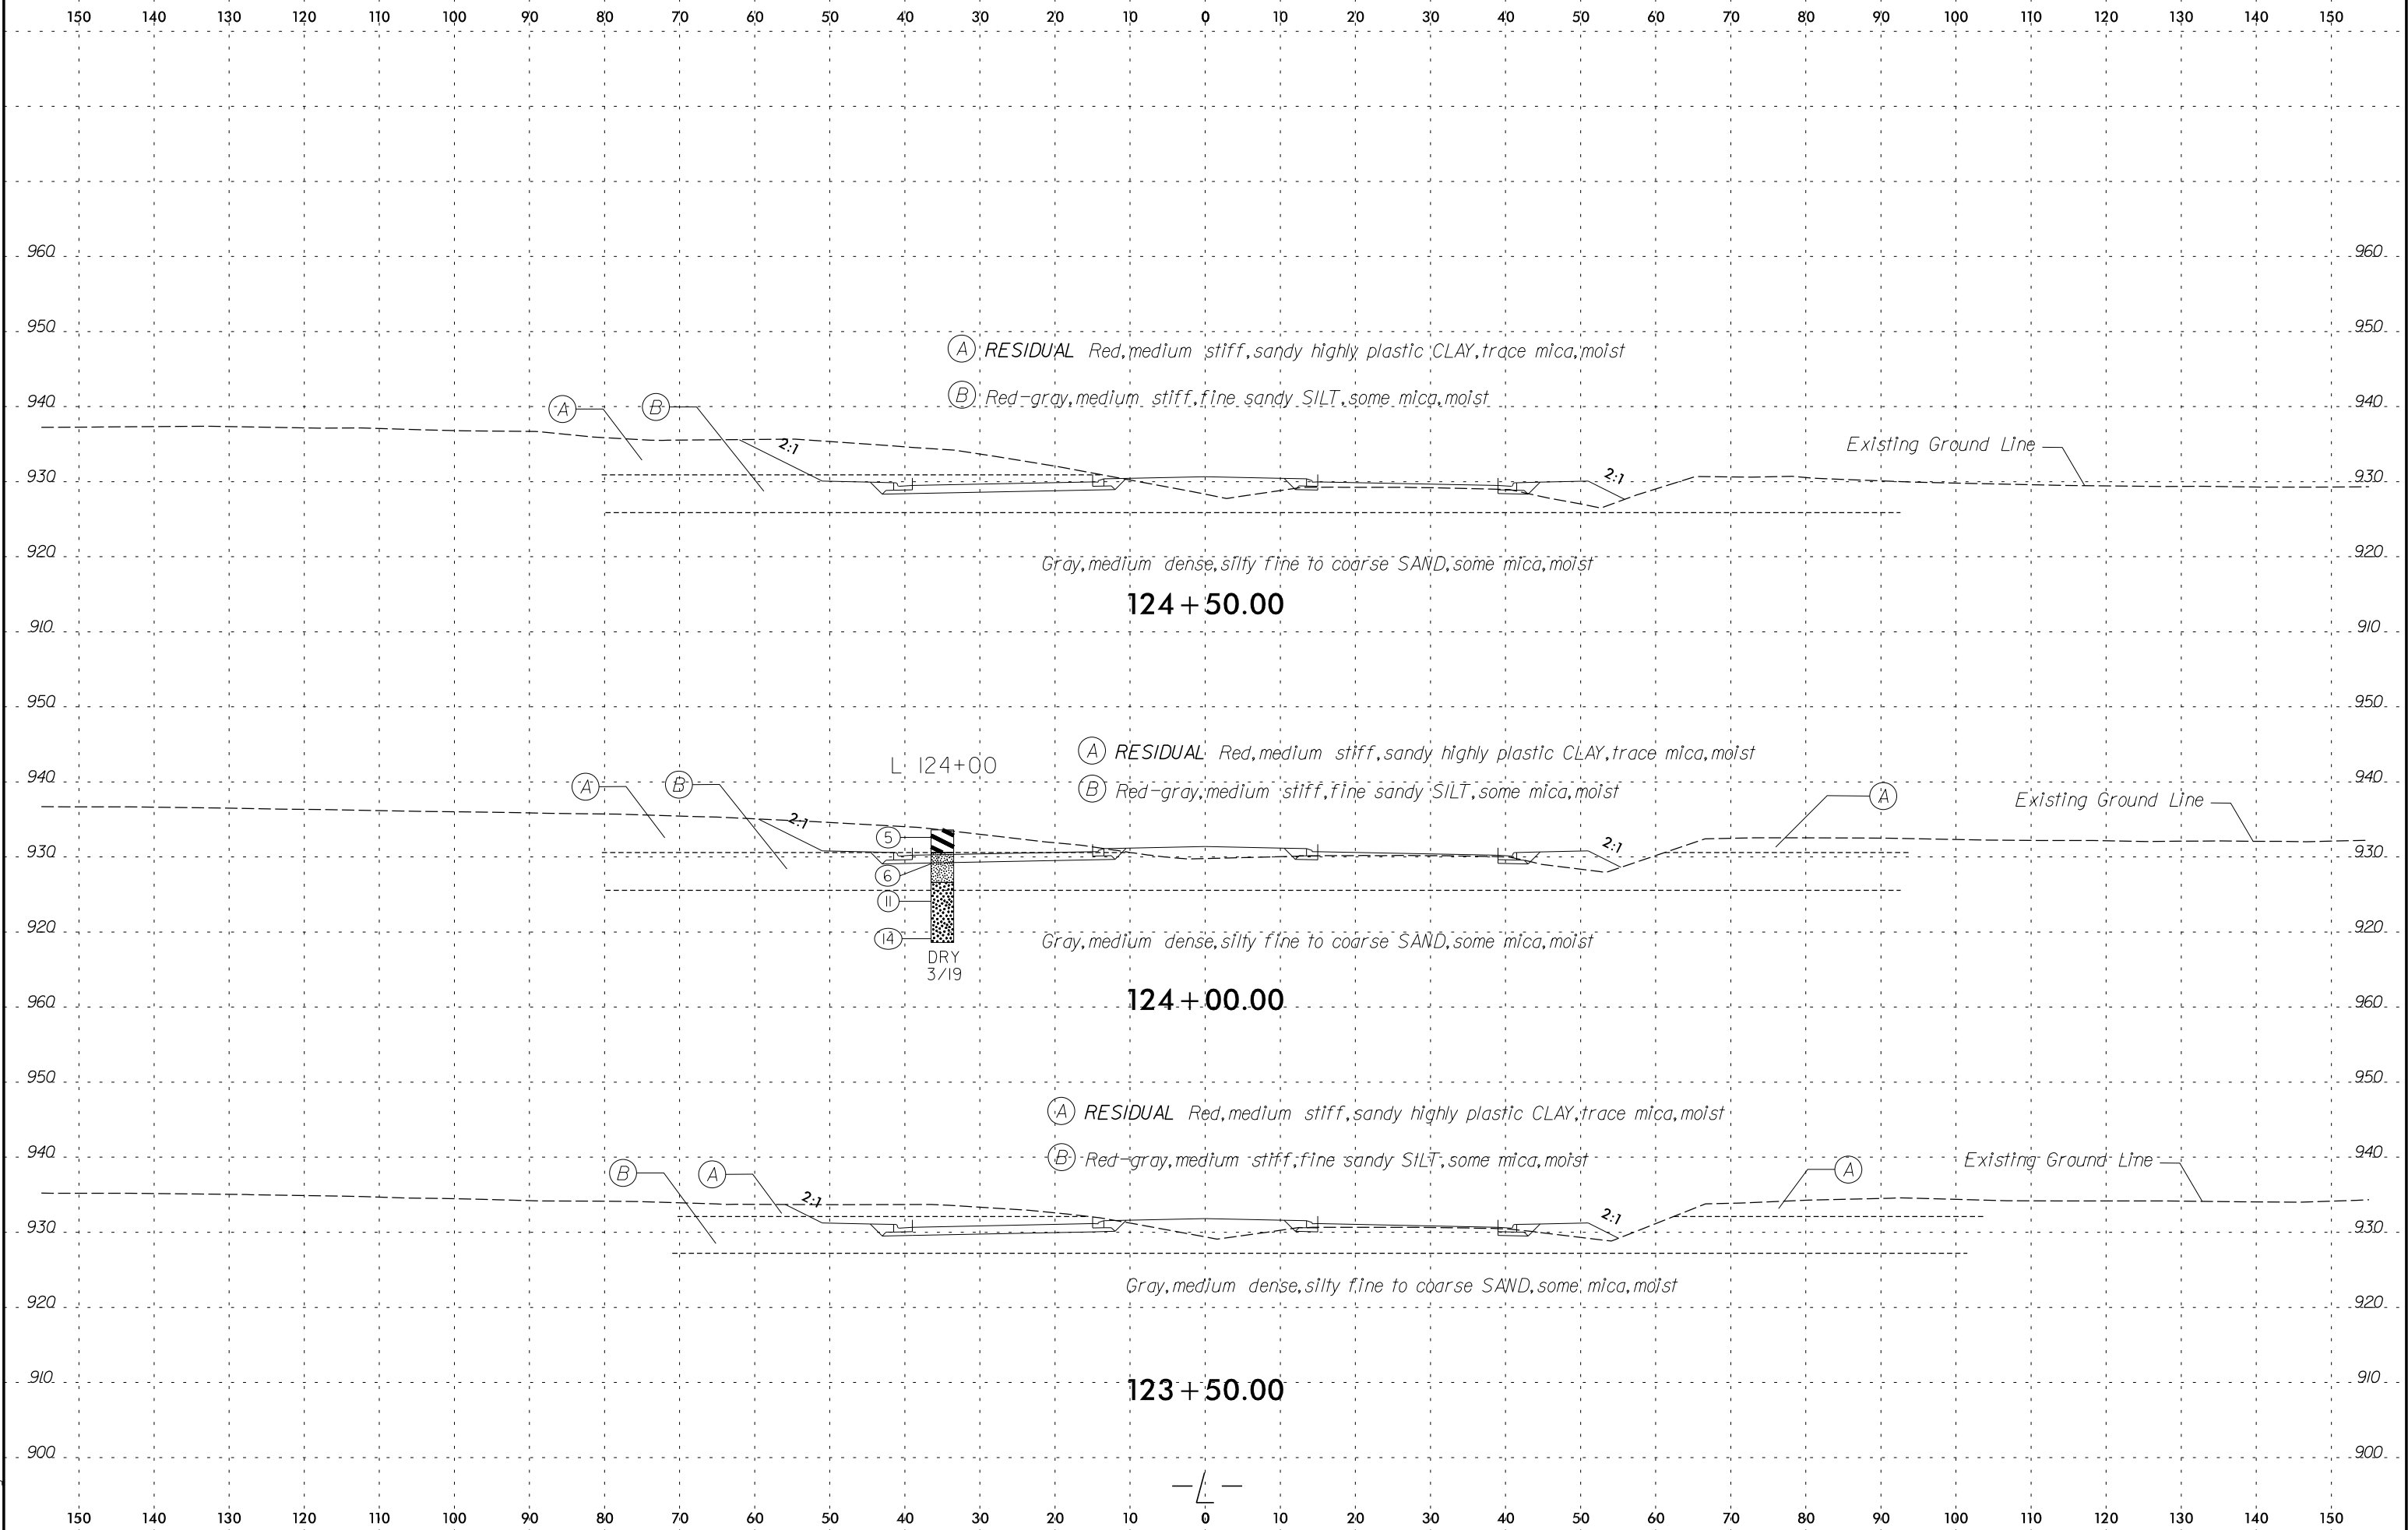 150 140 130 120 110 100 90 80 70 60 50 40 30 20 10 0 10 20 30 40 50 60 70 80 90 100 110 120 130 140 150
960 960
950 950
A RESIDUAL Red, medium stiff, sandy highly plastic CLAY, trace mica, moist
B Red-gray, medium stiff, fine sandy SILT, some mica, moist
940 A B 940
2:1 Existing Ground Line
930 2:1 930
920 920
Gray, medium dense, silty fine to coarse SAND, some mica, moist
124+50.00
910 910
950 950
A RESIDUAL Red, medium stiff, sandy highly plastic CLAY, trace mica, moist
L 124+00
940 940
A B B Red-gray, medium stiff, fine sandy SILT, some mica, moist A Existing Ground Line
2:1
5 2:1
930 930
6
11
920 920
14 Gray, medium dense, silty fine to coarse SAND, some mica, moist
DRY
3/19
124+00.00
960 960
950 950
A RESIDUAL Red, medium stiff, sandy highly plastic CLAY, trace mica, moist
940 940
B Red-gray, medium stiff, fine sandy SILT, some mica, moist Existing Ground Line
B A A
2:1 2:1
930 930
Gray, medium dense, silty fine to coarse SAND, some mica, moist
920 920
910 910
123+50.00
900 900
-L-
150 140 130 120 110 100 90 80 70 60 50 40 30 20 10 0 10 20 30 40 50 60 70 80 90 100 110 120 130 140 150